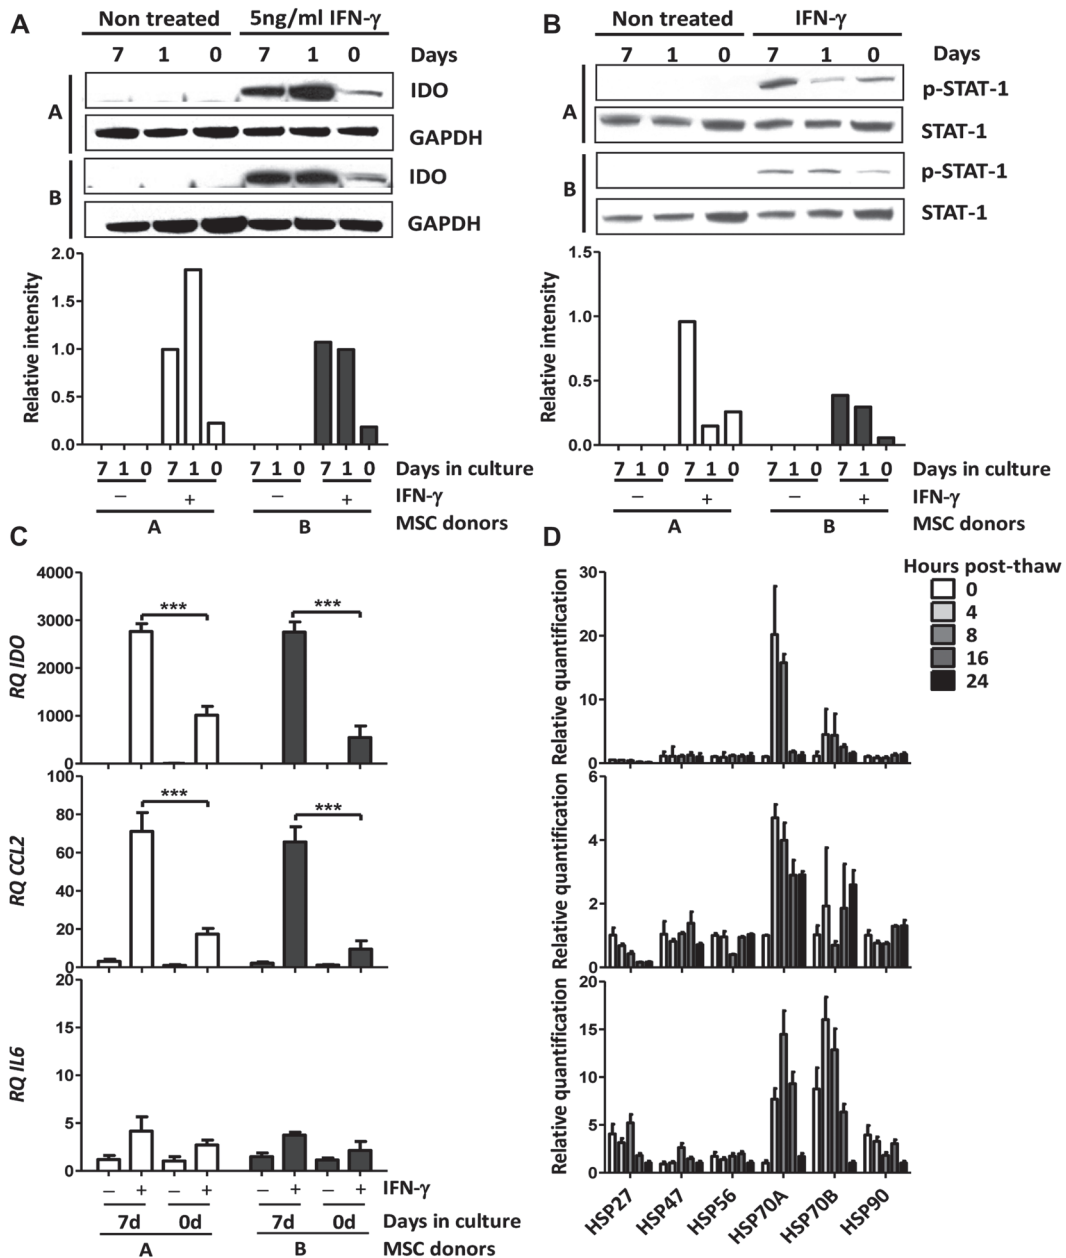 A
Non treated 5ng/ml IFN-γ
7 1 0 7 1 0 Days
A
IDO
GAPDH
B
IDO
GAPDH
Relative intensity
2.0
1.5
1.0
0.5
0.0
7 1 0 7 1 0 7 1 0 7 1 0 Days in culture
– + – + IFN-γ
A B MSC donors
B
Non treated IFN-γ
7 1 0 7 1 0 Days
A
p-STAT-1
STAT-1
B
p-STAT-1
STAT-1
Relative intensity
1.5
1.0
0.5
0.0
7 1 0 7 1 0 7 1 0 7 1 0 Days in culture
– + – + IFN-γ
A B MSC donors
C
RQ IDO
4000
3000
2000
1000
0
*** ***
RQ CCL2
100
80
60
40
20
0
*** ***
RQ IL6
20
15
10
5
0
– + – + – + – + IFN-γ
7d 0d 7d 0d Days in culture
A B MSC donors
D
Hours post-thaw
0
4
8
16
24
Relative quantification
30
20
10
0
Relative quantification
6
4
2
0
Relative quantification
20
15
10
5
0
HSP27 HSP47 HSP56 HSP70A HSP70B HSP90